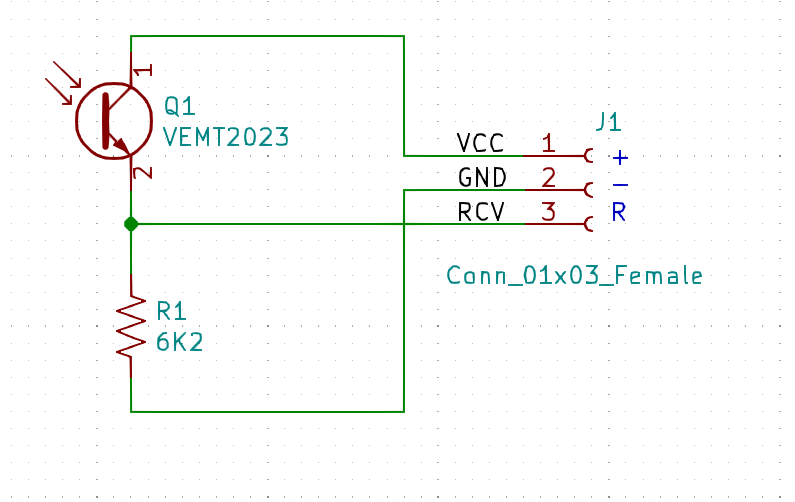 1
Q1
VEMT2023
2
J1
VCC 1 +
GND 2 −
RCV 3 R
Conn_01x03_Female
R1
6K2